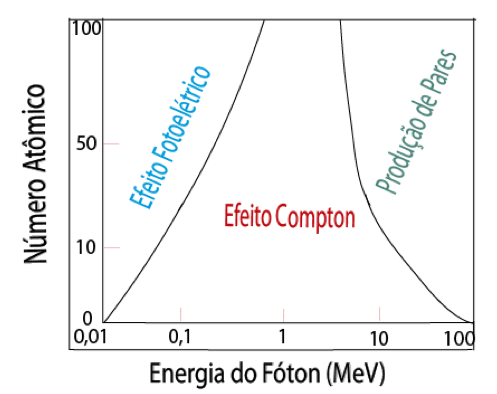 100
50
10
0
Número Atômico
Efeito Fotoelétrico
Efeito Compton
Produção de Pares
0,01
0,1
1
10
100
Energia do Fóton (MeV)